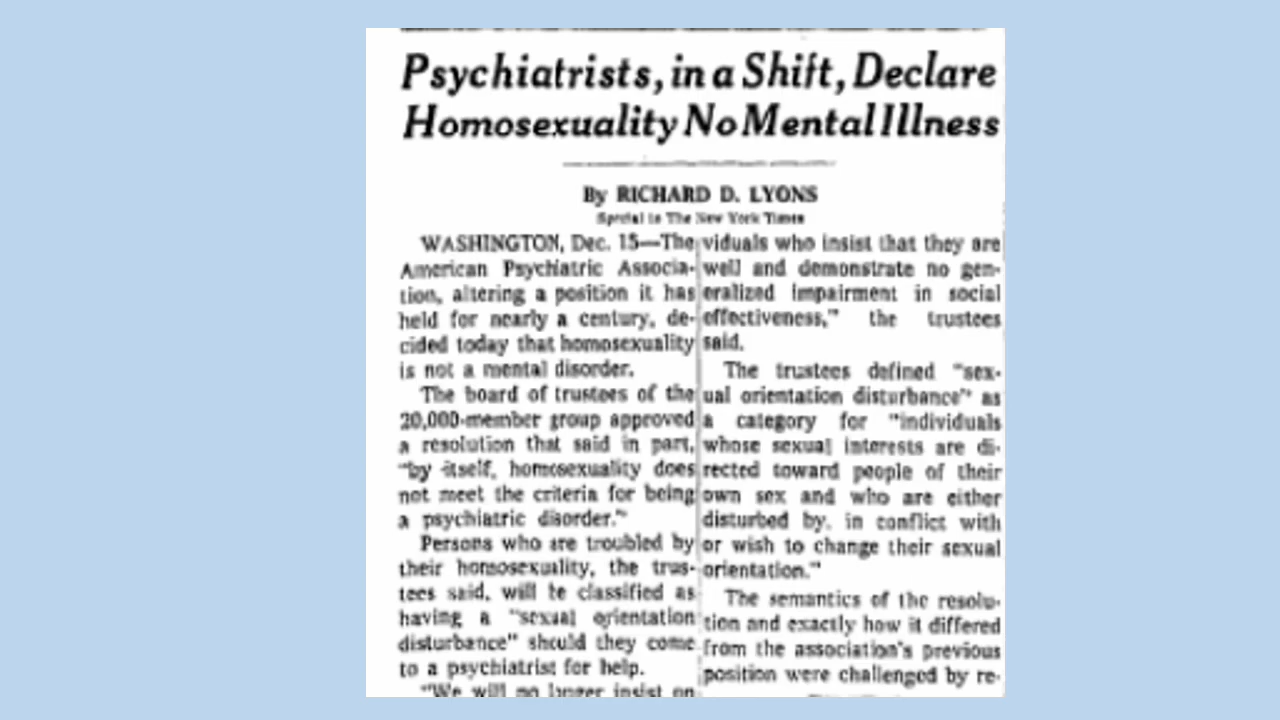 Psychiatrists, in a Shift, Declare
Homosexuality No Mental Illness
By RICHARD D. LYONS
Special to The New York Times
WASHINGTON, Dec. 15—The
American Psychiatric Associa-
tion, altering a position it has
held for nearly a century, de-
cided today that homosexuality
is not a mental disorder.
The board of trustees of the
20,000-member group approved
a resolution that said in part,
"by itself, homosexuality does
not meet the criteria for being
a psychiatric disorder."
Persons who are troubled by
their homosexuality, the trus-
tees said, will be classified as
having a "sexual orientation
disturbance" should they come
to a psychiatrist for help.
"We will no longer insist on
viduals who insist that they are
well and demonstrate no gen-
eralized impairment in social
effectiveness," the trustees
said.
The trustees defined "sex-
ual orientation disturbance" as
a category for "individuals
whose sexual interests are di-
rected toward people of their
own sex and who are either
disturbed by, in conflict with
or wish to change their sexual
orientation."
The semantics of the resolu-
tion and exactly how it differed
from the association's previous
position were challenged by re-